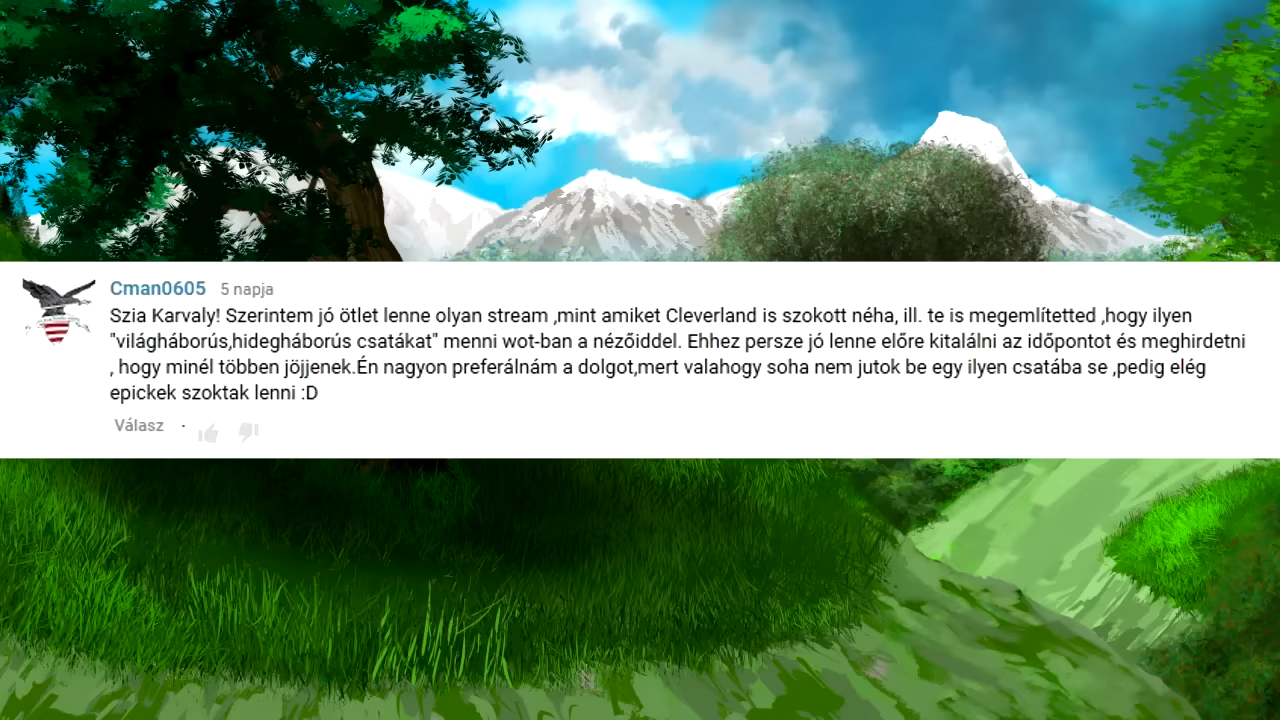 Cman0605 5 napja
Szia Karvaly! Szerintem jó ötlet lenne olyan stream ,mint amiket Cleverland is szokott néha, ill. te is megemlítetted ,hogy ilyen
"világháborús,hidegháborús csatákat" menni wot-ban a nézőiddel. Ehhez persze jó lenne előre kitalálni az időpontot és meghirdetni
, hogy minél többen jöjjenek.Én nagyon preferálnám a dolgot,mert valahogy soha nem jutok be egy ilyen csatába se ,pedig elég
epickek szoktak lenni :D
Válasz ·